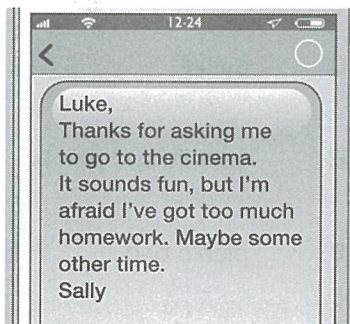 12-24
Luke,
Thanks for asking me
to go to the cinema.
It sounds fun, but I'm
afraid I've got too much
homework. Maybe some
other time.
Sally